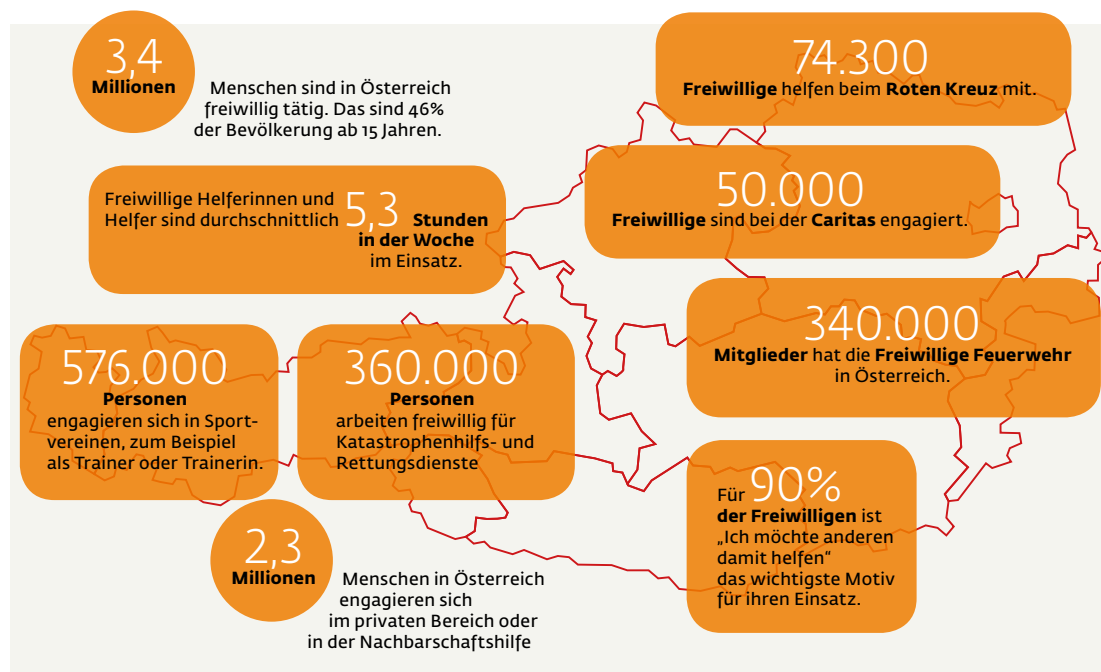 3,4
Millionen
Menschen sind in Österreich
freiwillig tätig. Das sind 46%
der Bevölkerung ab 15 Jahren.
74.300
Freiwillige helfen beim Roten Kreuz mit.
Freiwillige Helferinnen und
Helfer sind durchschnittlich 5,3 Stunden
in der Woche
im Einsatz.
50.000
Freiwillige sind bei der Caritas engagiert.
340.000
Mitglieder hat die Freiwillige Feuerwehr
in Österreich.
576.000
Personen
engagieren sich in Sport-
vereinen, zum Beispiel
als Trainer oder Trainerin.
360.000
Personen
arbeiten freiwillig für
Katastrophenhilfs- und
Rettungsdienste
Für 90%
der Freiwilligen ist
„Ich möchte anderen
damit helfen“
das wichtigste Motiv
für ihren Einsatz.
2,3
Millionen
Menschen in Österreich
engagieren sich
im privaten Bereich oder
in der Nachbarschaftshilfe